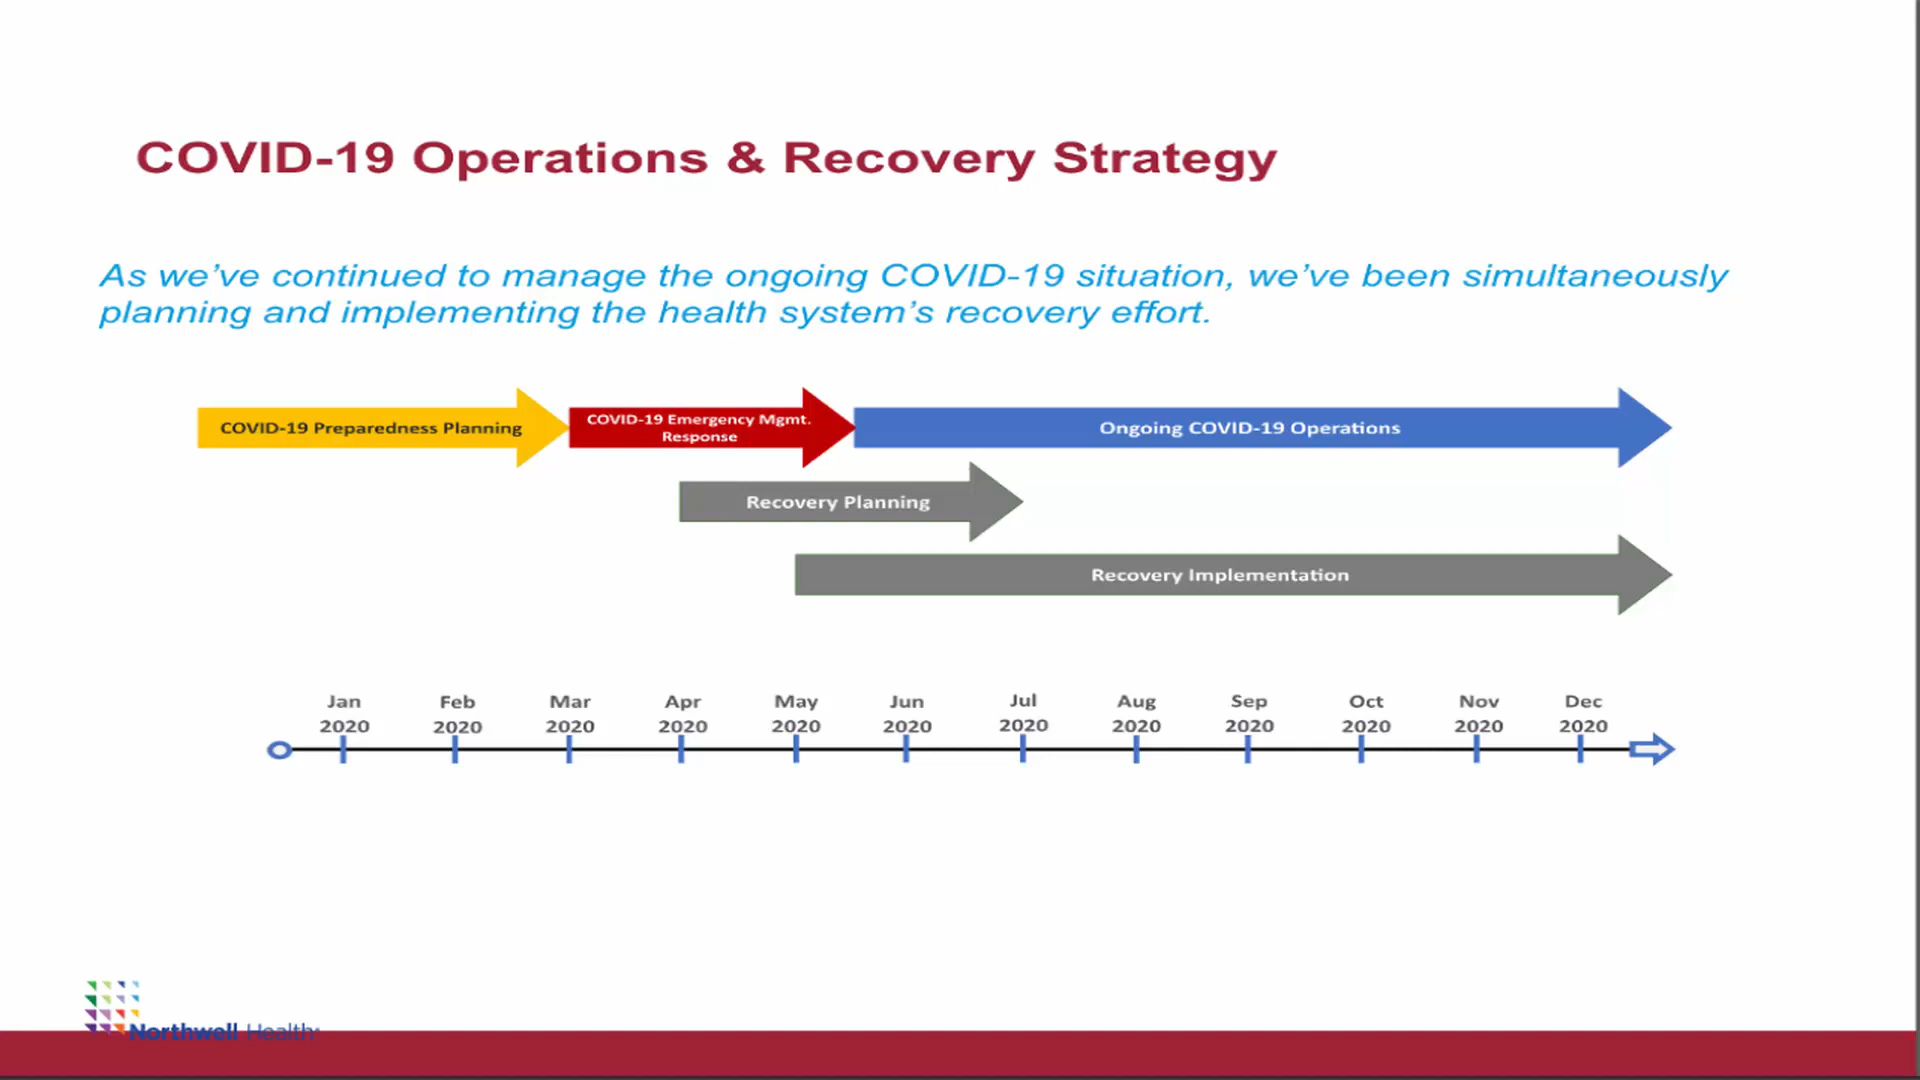 COVID-19 Operations & Recovery Strategy
As we’ve continued to manage the ongoing COVID-19 situation, we’ve been simultaneously
planning and implementing the health system’s recovery effort.
COVID-19 Preparedness Planning
COVID-19 Emergency Mgmt.
Response
Ongoing COVID-19 Operations
Recovery Planning
Recovery Implementation
Jan Feb Mar Apr May Jun Jul Aug Sep Oct Nov Dec
2020 2020 2020 2020 2020 2020 2020 2020 2020 2020 2020 2020
Northwell Health